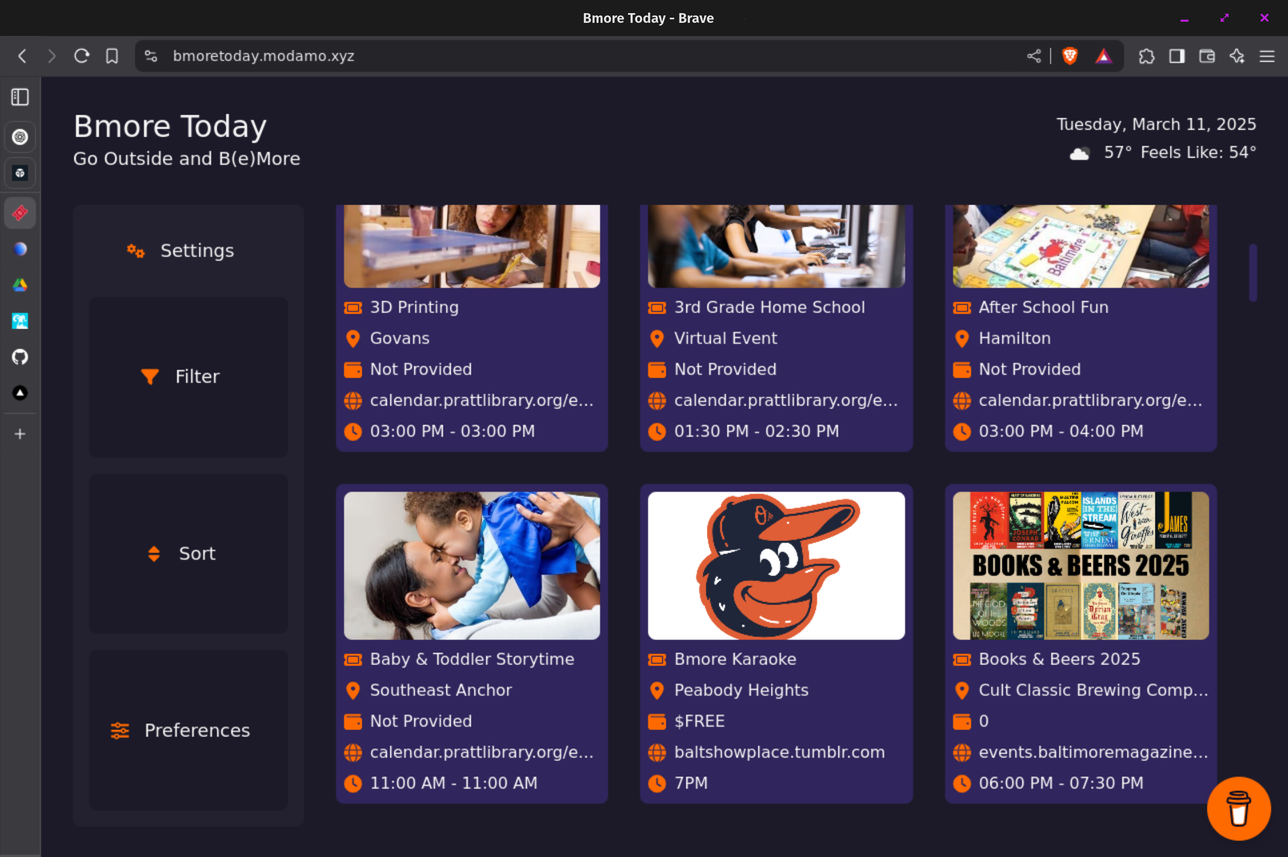 Bmore Today - Brave
bmoretoday.modamo.xyz
Bmore Today
Go Outside and B(e)More
Tuesday, March 11, 2025
57° Feels Like: 54°
Settings
Filter
Sort
Preferences
3D Printing
Govans
Not Provided
calendar.prattlibrary.org/e...
03:00 PM - 03:00 PM
3rd Grade Home School
Virtual Event
Not Provided
calendar.prattlibrary.org/e...
01:30 PM - 02:30 PM
Baltimore
After School Fun
Hamilton
Not Provided
calendar.prattlibrary.org/e...
03:00 PM - 04:00 PM
Baby & Toddler Storytime
Southeast Anchor
Not Provided
calendar.prattlibrary.org/e...
11:00 AM - 11:00 AM
Bmore Karaoke
Peabody Heights
$FREE
baltshowplace.tumblr.com
7PM
ISLANDS
IN THE
STREAM
JAMES
BOOKS & BEERS 2025
Books & Beers 2025
Cult Classic Brewing Comp...
0
events.baltimoremagazine...
06:00 PM - 07:30 PM